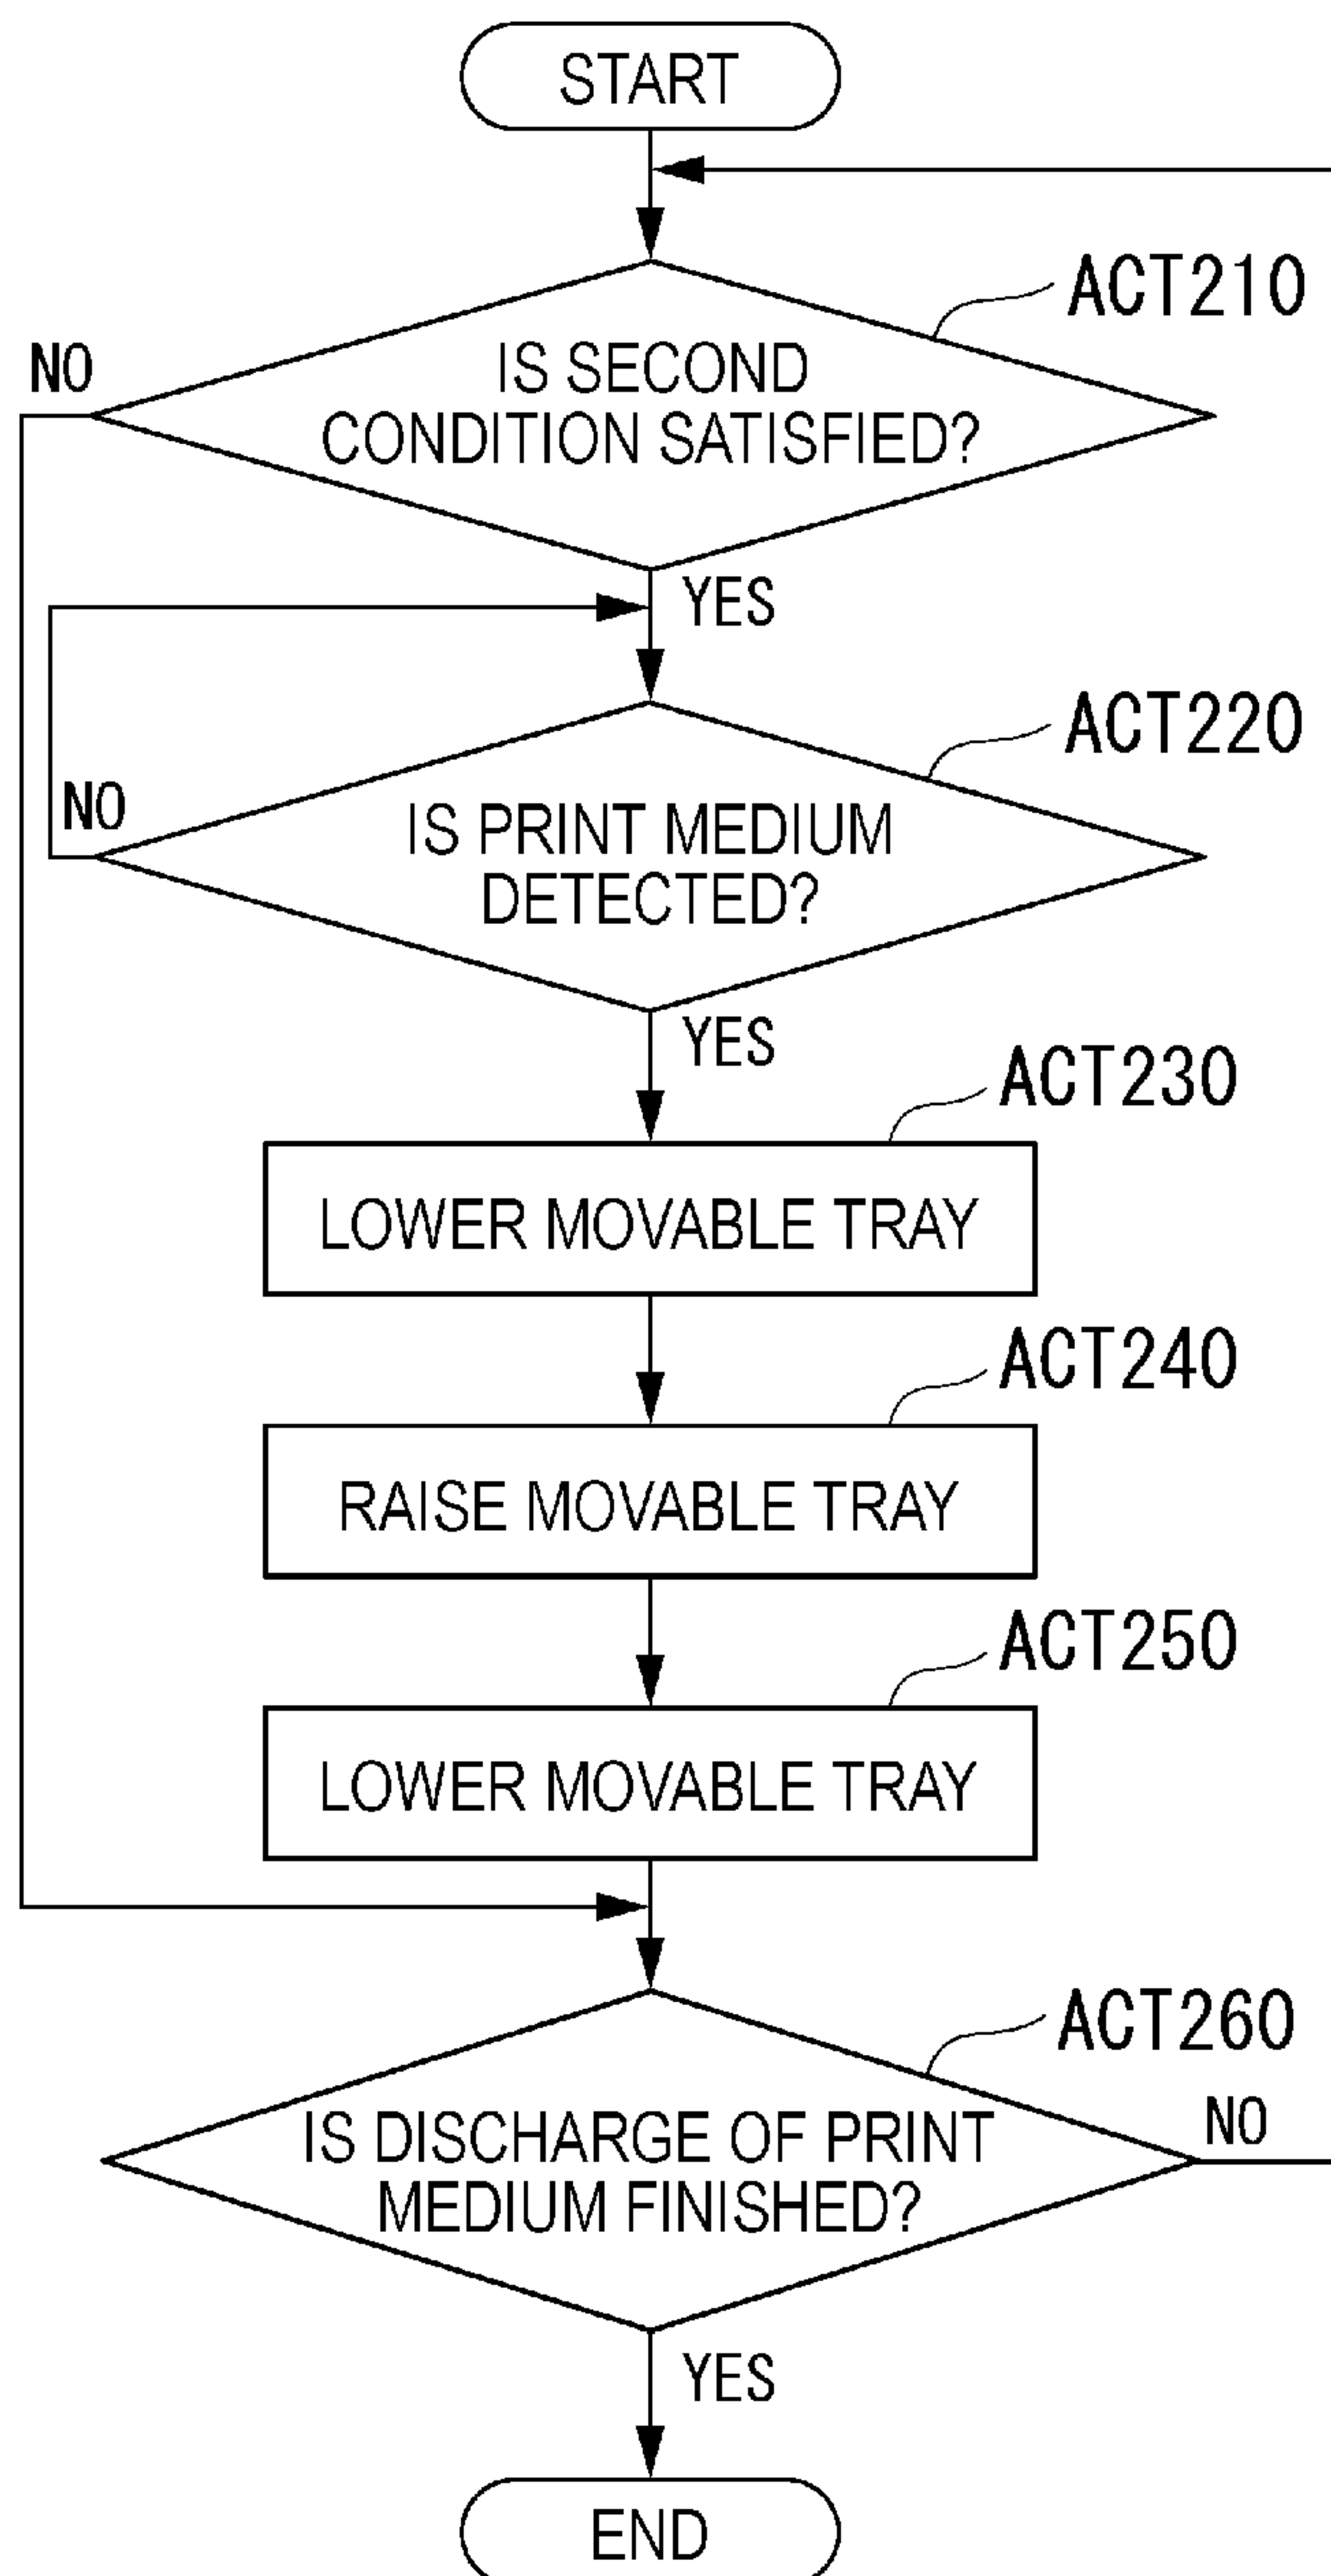 START
ACT210
NO
IS SECOND
CONDITION SATISFIED?
YES
ACT220
NO
IS PRINT MEDIUM
DETECTED?
YES
ACT230
LOWER MOVABLE TRAY
ACT240
RAISE MOVABLE TRAY
ACT250
LOWER MOVABLE TRAY
ACT260
IS DISCHARGE OF PRINT
MEDIUM FINISHED?
NO
YES
END